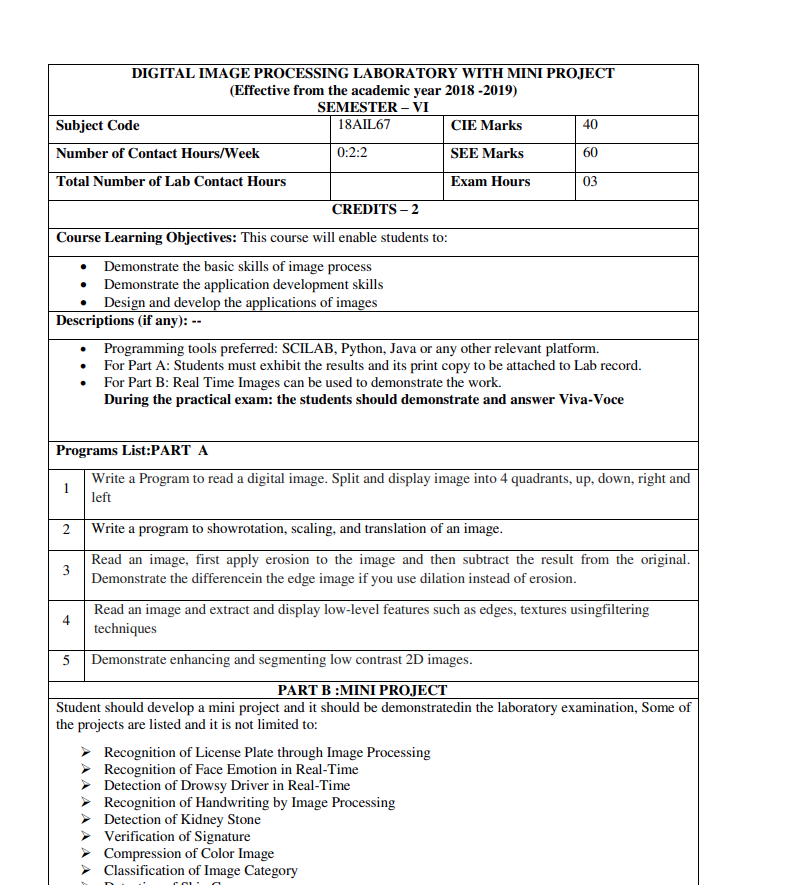 DIGITAL IMAGE PROCESSING LABORATORY WITH MINI PROJECT
(Effective from the academic year 2018 -2019)
SEMESTER – VI
Subject Code 18AIL67 CIE Marks 40
Number of Contact Hours/Week 0:2:2 SEE Marks 60
Total Number of Lab Contact Hours Exam Hours 03
CREDITS – 2
Course Learning Objectives: This course will enable students to:
• Demonstrate the basic skills of image process
• Demonstrate the application development skills
• Design and develop the applications of images
Descriptions (if any): --
• Programming tools preferred: SCILAB, Python, Java or any other relevant platform.
• For Part A: Students must exhibit the results and its print copy to be attached to Lab record.
• For Part B: Real Time Images can be used to demonstrate the work.
During the practical exam: the students should demonstrate and answer Viva-Voce
Programs List:PART A
1 Write a Program to read a digital image. Split and display image into 4 quadrants, up, down, right and
left
2 Write a program to showrotation, scaling, and translation of an image.
3 Read an image, first apply erosion to the image and then subtract the result from the original.
Demonstrate the differencein the edge image if you use dilation instead of erosion.
4 Read an image and extract and display low-level features such as edges, textures usingfiltering
techniques
5 Demonstrate enhancing and segmenting low contrast 2D images.
PART B :MINI PROJECT
Student should develop a mini project and it should be demonstratedin the laboratory examination, Some of
the projects are listed and it is not limited to:
➢ Recognition of License Plate through Image Processing
➢ Recognition of Face Emotion in Real-Time
➢ Detection of Drowsy Driver in Real-Time
➢ Recognition of Handwriting by Image Processing
➢ Detection of Kidney Stone
➢ Verification of Signature
➢ Compression of Color Image
➢ Classification of Image Category